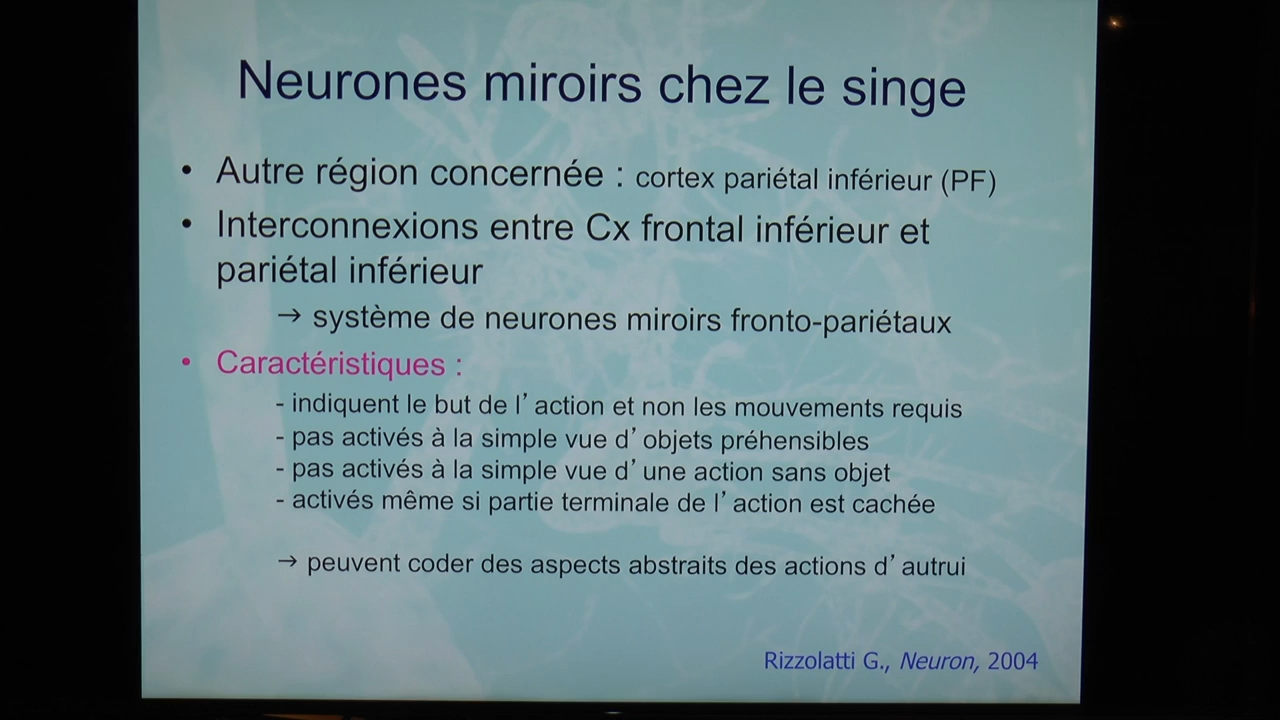 Neurones miroirs chez le singe
• Autre région concernée : cortex pariétal inférieur (PF)
• Interconnexions entre Cx frontal inférieur et
pariétal inférieur
→ système de neurones miroirs fronto-pariétaux
• Caractéristiques :
- indiquent le but de l’action et non les mouvements requis
- pas activés à la simple vue d’objets préhensibles
- pas activés à la simple vue d’une action sans objet
- activés même si partie terminale de l’action est cachée
→ peuvent coder des aspects abstraits des actions d’autrui
Rizzolatti G., Neuron, 2004